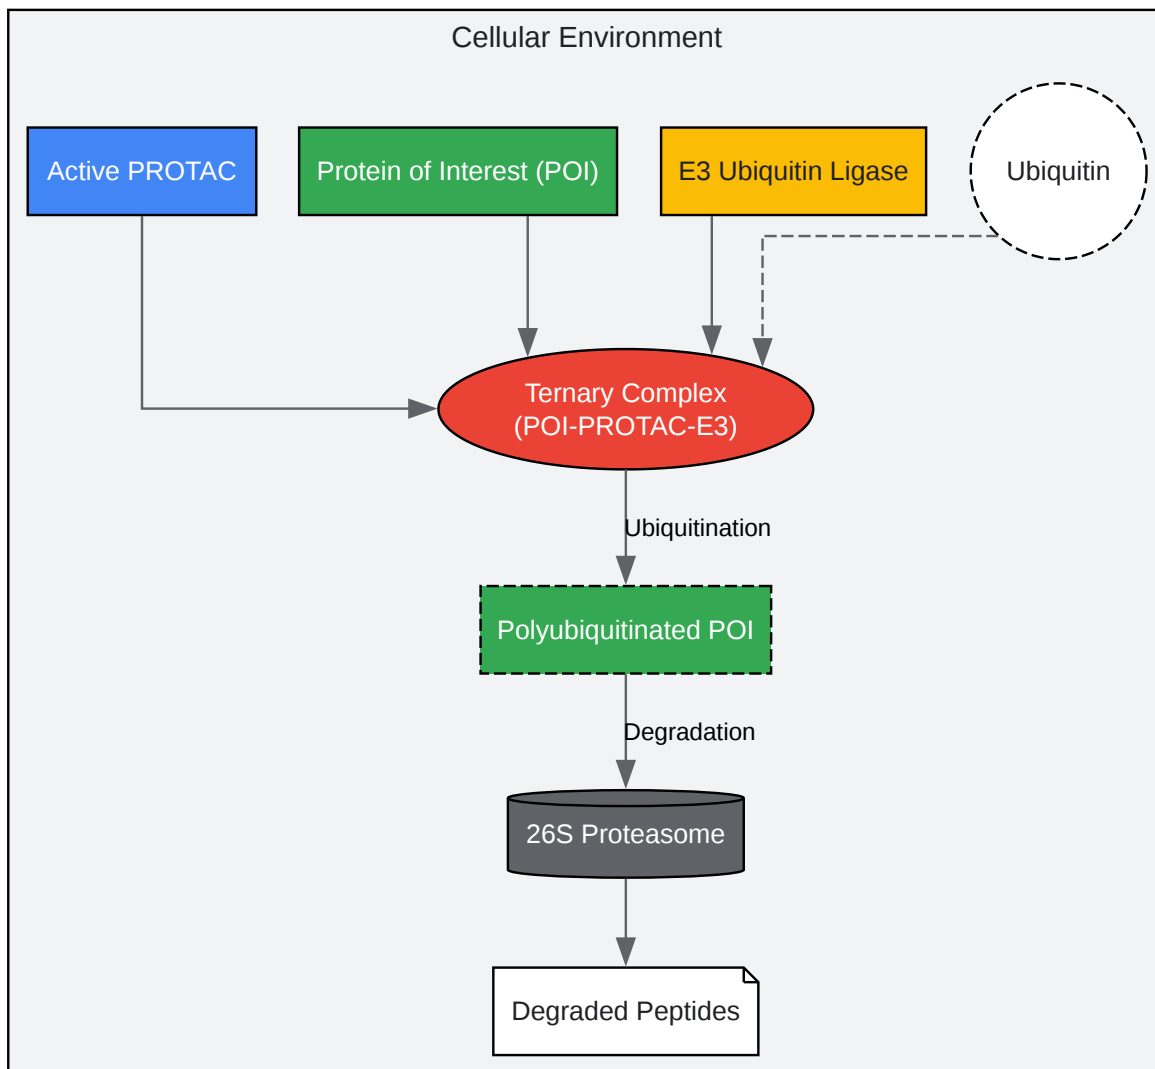 Cellular Environment
Active PROTAC
Protein of Interest (POI)
E3 Ubiquitin Ligase
Ubiquitin
Ternary Complex
(POI-PROTAC-E3)
Ubiquitination
Polyubiquitinated POI
Degradation
26S Proteasome
Degraded Peptides